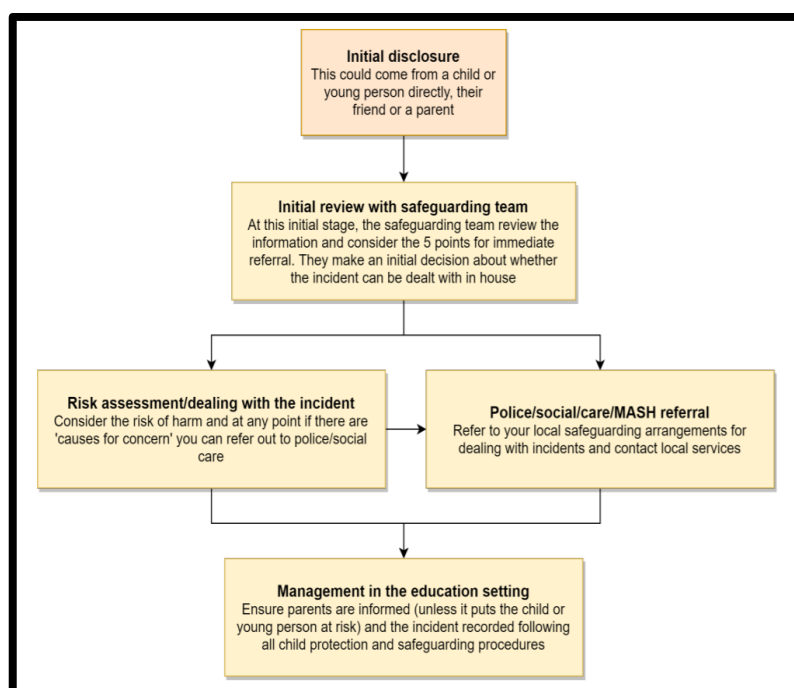 Initial disclosure
This could come from a child or
young person directly, their
friend or a parent
Initial review with safeguarding team
At this initial stage, the safeguarding team review the
information and consider the 5 points for immediate
referral. They make an initial decision about whether
the incident can be dealt with in house
Risk assessment/dealing with the incident
Consider the risk of harm and at any point if there are
'causes for concern' you can refer out to police/social
care
Police/social/care/MASH referral
Refer to your local safeguarding arrangements for
dealing with incidents and contact local services
Management in the education setting
Ensure parents are informed (unless it puts the child or
young person at risk) and the incident recorded following
all child protection and safeguarding procedures